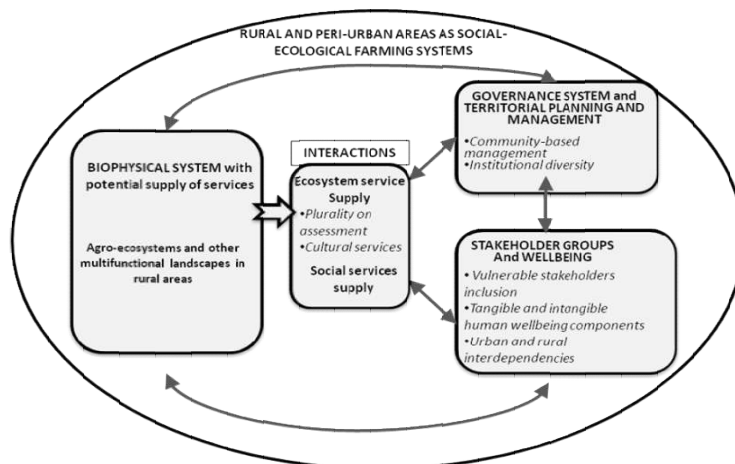 RURAL AND PERI-URBAN AREAS AS SOCIAL-
ECOLOGICAL FARMING SYSTEMS
BIOPHYSICAL SYSTEM with
potential supply of services
Agro-ecosystems and other
multifunctional landscapes in
rural areas
INTERACTIONS
Ecosystem service
Supply
•Plurality on
assessment
•Cultural services
Social services
supply
GOVERNANCE SYSTEM and
TERRITORIAL PLANNING AND
MANAGEMENT
•Community-based
management
•Institutional diversity
STAKEHOLDER GROUPS
And WELLBEING
•Vulnerable stakeholders
inclusion
•Tangible and intangible
human wellbeing components
•Urban and rural
interdependencies